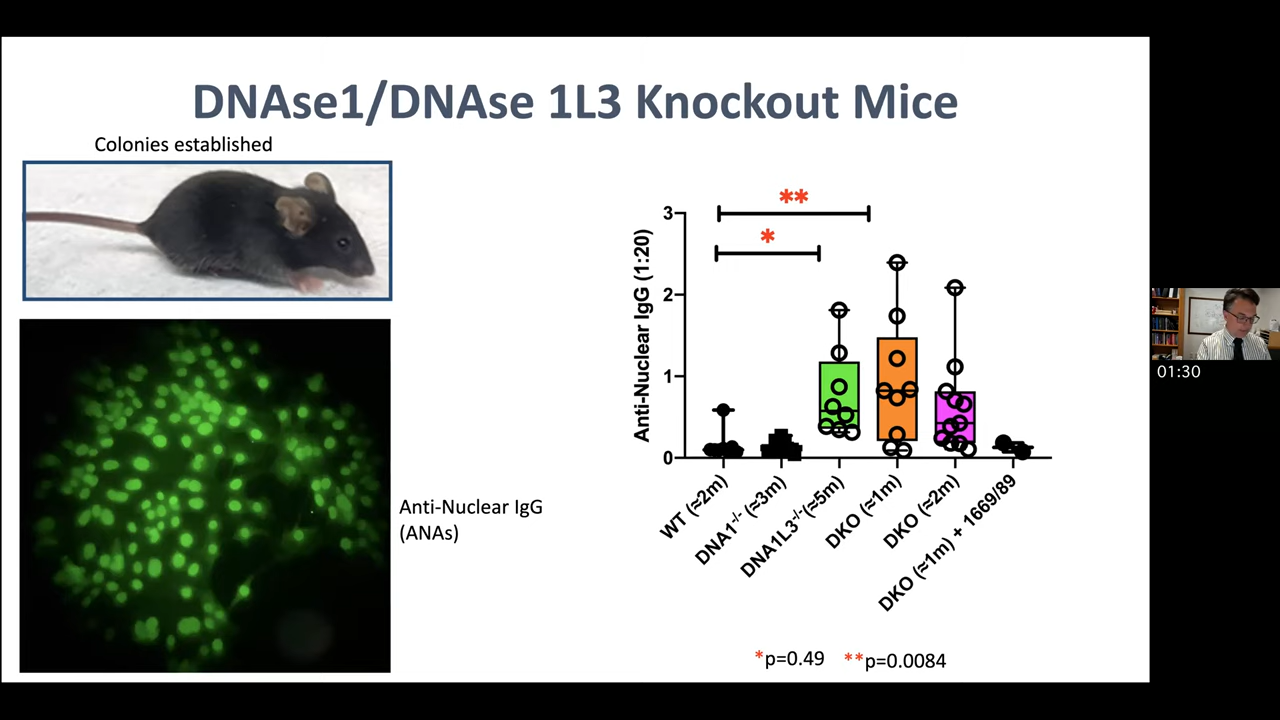 DNAse1/DNAse 1L3 Knockout Mice
Colonies established
Anti-Nuclear IgG
(ANAs)
**
*
Anti-Nuclear IgG (1:20)
3
2
1
0
WT (≈2m)
DNA1-/- (≈3m)
DNA1L3-/-(≈5m)
DKO (≈1m)
DKO (≈2m)
DKO (≈1m) + 1669/89
*p=0.49 **p=0.0084
01:30